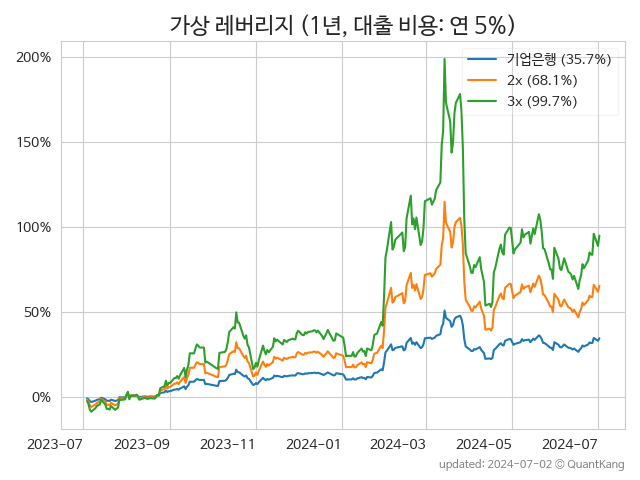 가상 레버리지 (1년, 대출 비용: 연 5%)
기업은행 (35.7%)
2x (68.1%)
3x (99.7%)
200%
150%
100%
50%
0%
2023-07 2023-09 2023-11 2024-01 2024-03 2024-05 2024-07
updated: 2024-07-02 © QuantKang